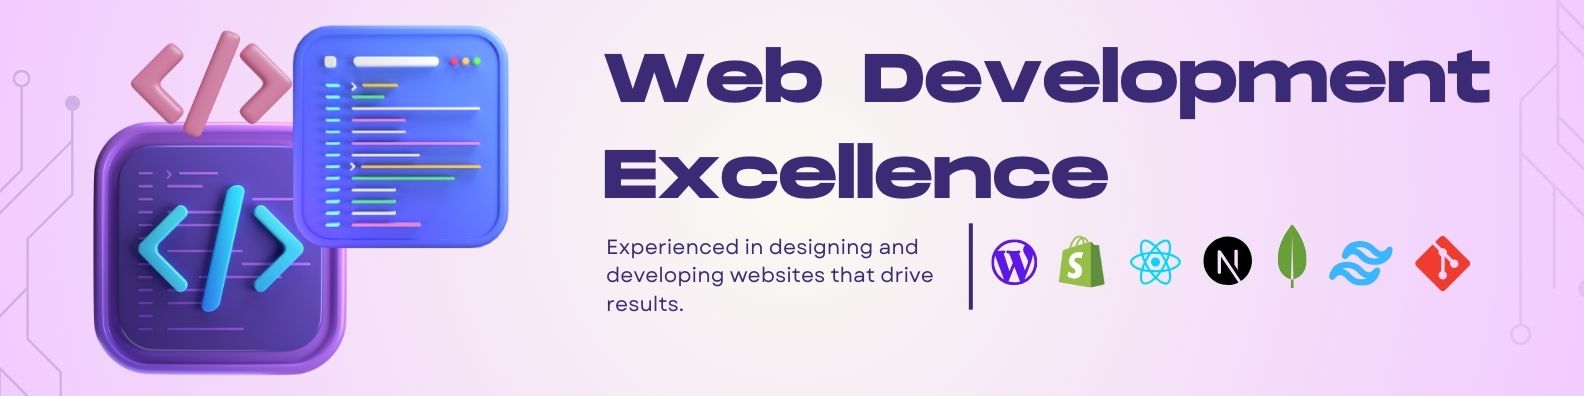 Web Development
Excellence
Experienced in designing and
developing websites that drive
results.